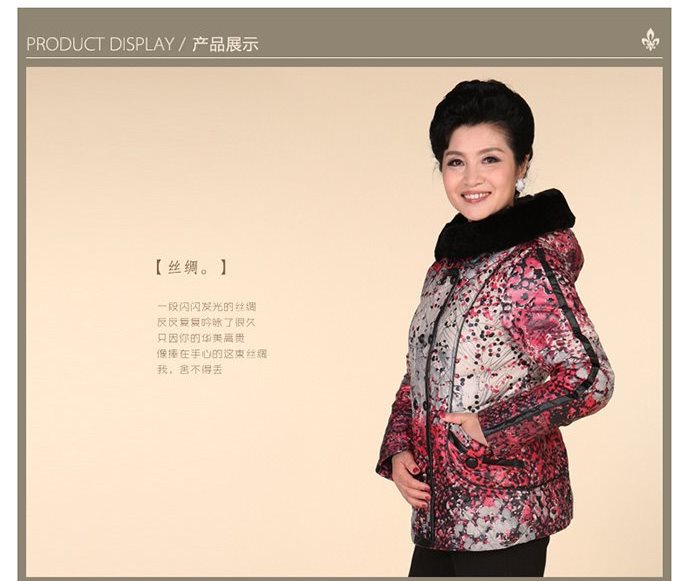 PRODUCT DISPLAY / 产品展示
【丝绸。】
一段闪闪发光的丝绸
反反复复吟咏了很久
只因你的华美高贵
像捧在手心的这束丝绸
我，舍不得丢